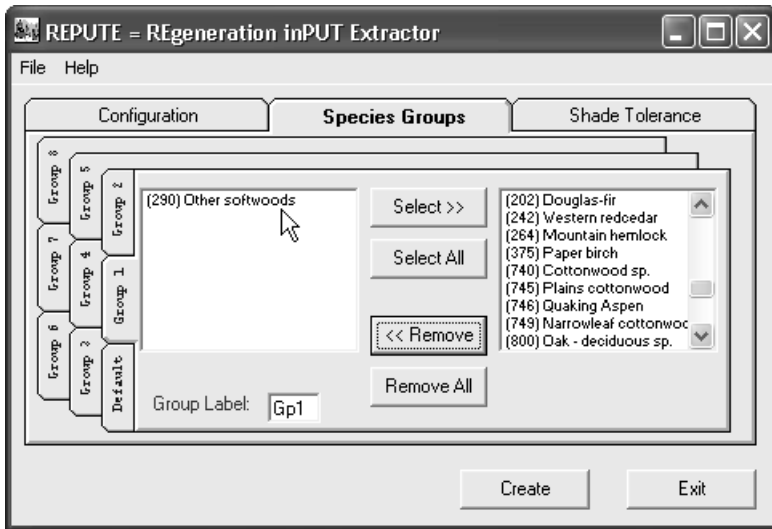 REPUTE = REgeneration inPUT Extractor
File Help
Configuration
Species Groups
Shade Tolerance
Group 8
Group 7
Group 6
Group 5
Group 4
Group 3
Group 2
Group 1
Default
(290) Other softwoods
Group Label: Gp1
Select >>
Select All
<< Remove
Remove All
(202) Douglas-fir
(242) Western redcedar
(264) Mountain hemlock
(375) Paper birch
(740) Cottonwood sp.
(745) Plains cottonwood
(746) Quaking Aspen
(749) Narrowleaf cottonwoc
(800) Oak - deciduous sp.
Create
Exit